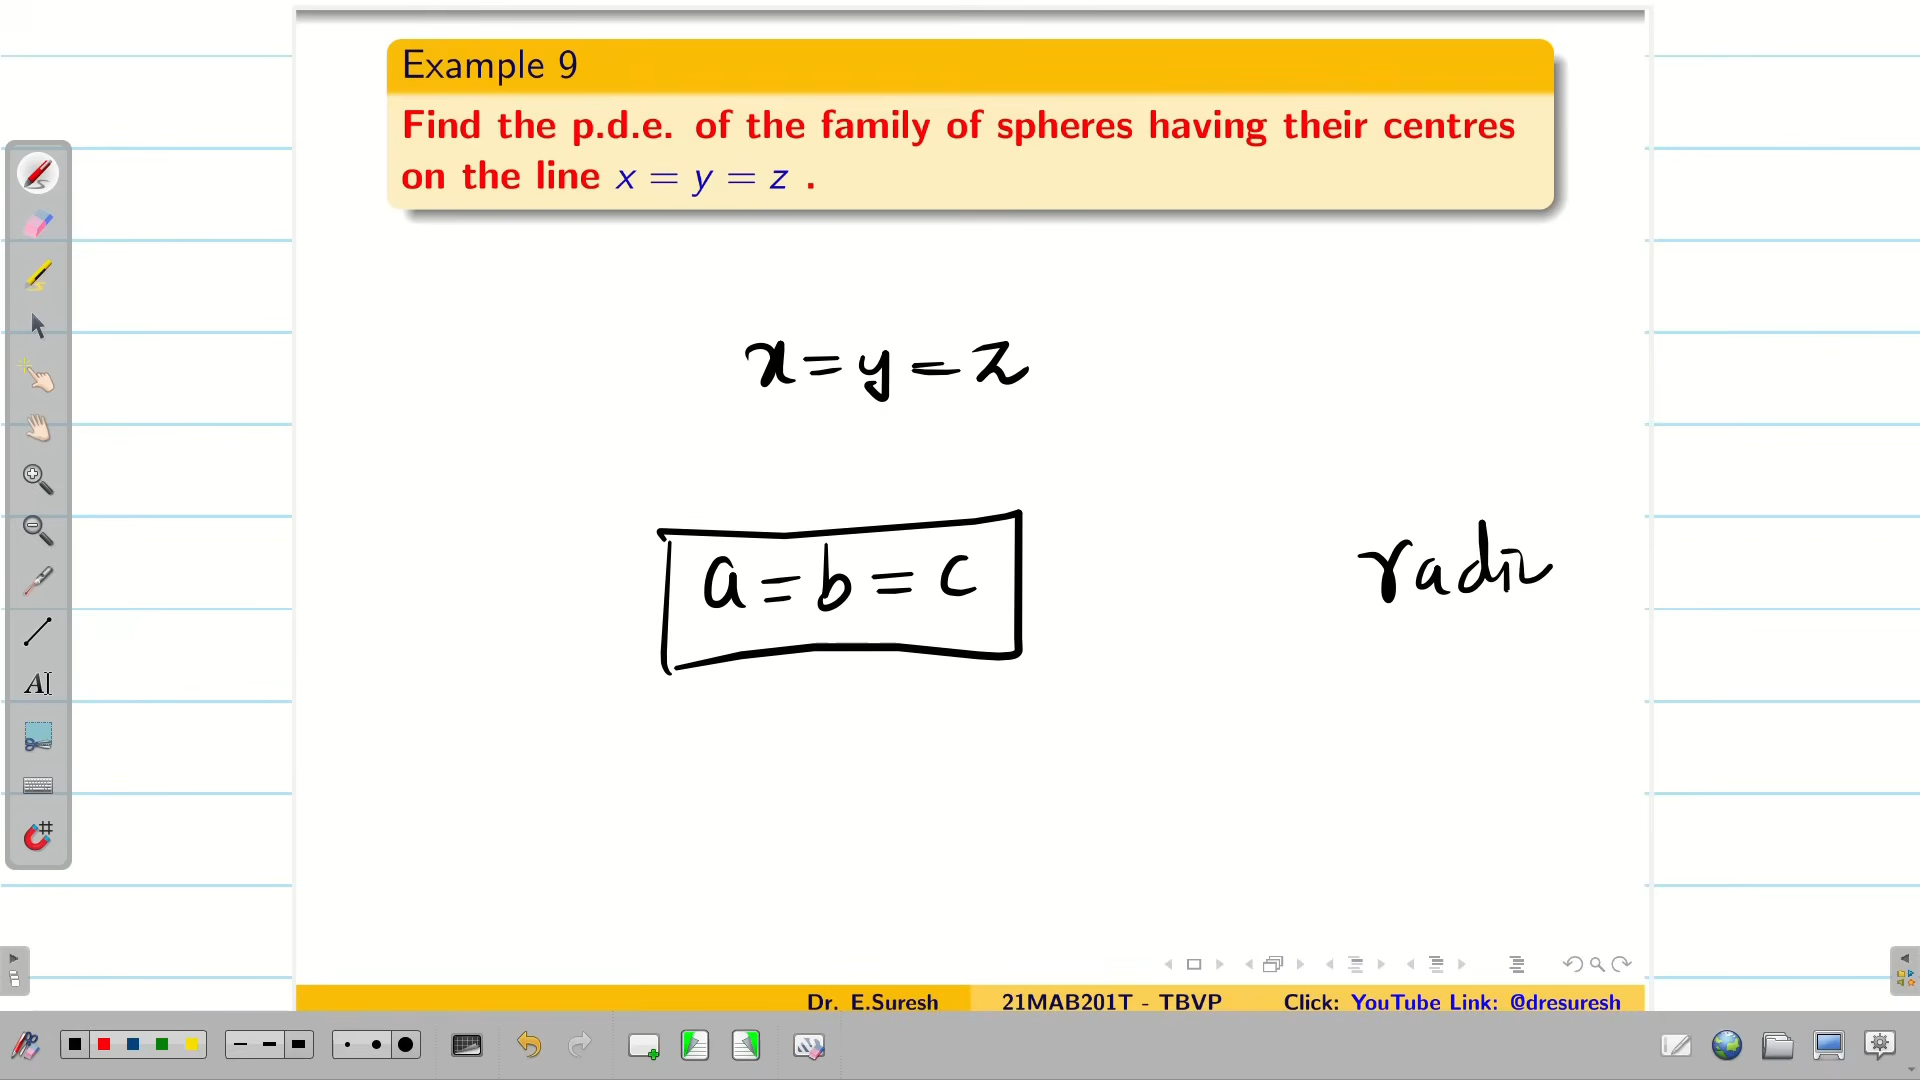 Example 9
Find the p.d.e. of the family of spheres having their centres
on the line x = y = z .
x = y = z
a = b = c
Dr. E.Suresh 21MAB201T - TBVP Click: YouTube Link: @dresuresh